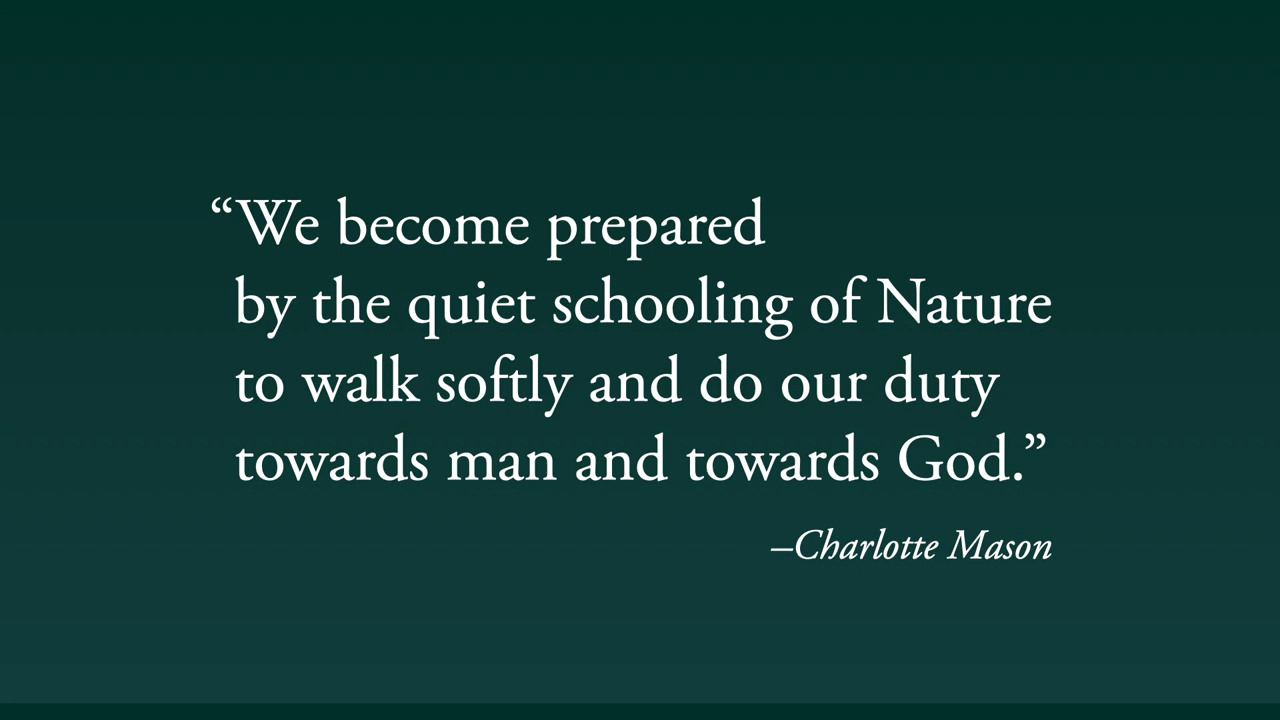 “We become prepared
by the quiet schooling of Nature
to walk softly and do our duty
towards man and towards God.”
–Charlotte Mason